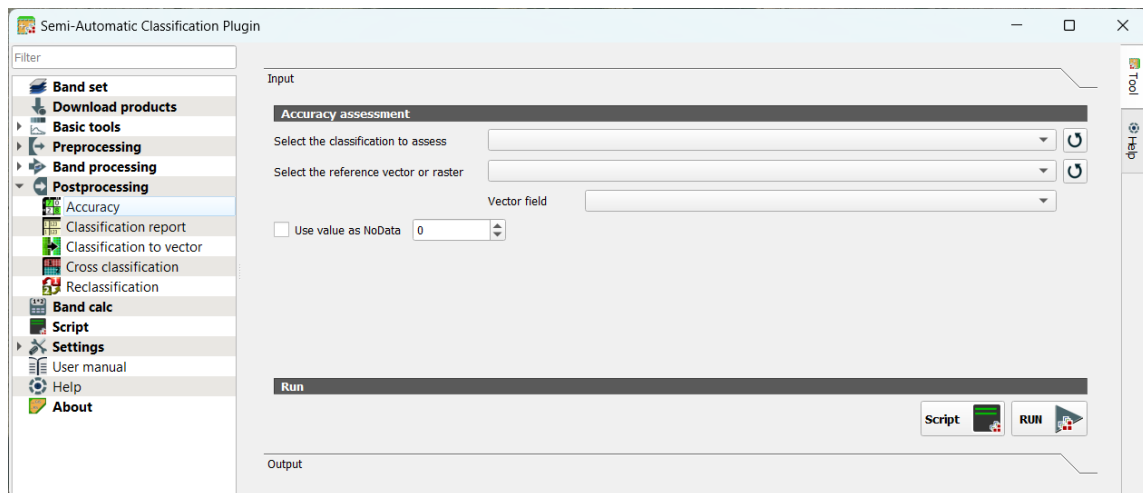 Semi-Automatic Classification Plugin
Filter
Band set
Download products
Basic tools
Preprocessing
Band processing
Postprocessing
Accuracy
Classification report
Classification to vector
Cross classification
Reclassification
Band calc
Script
Settings
User manual
Help
About
Input
Accuracy assessment
Select the classification to assess
Select the reference vector or raster
Vector field
Use value as NoData 0
Run
Script RUN
Output
Tool
Help